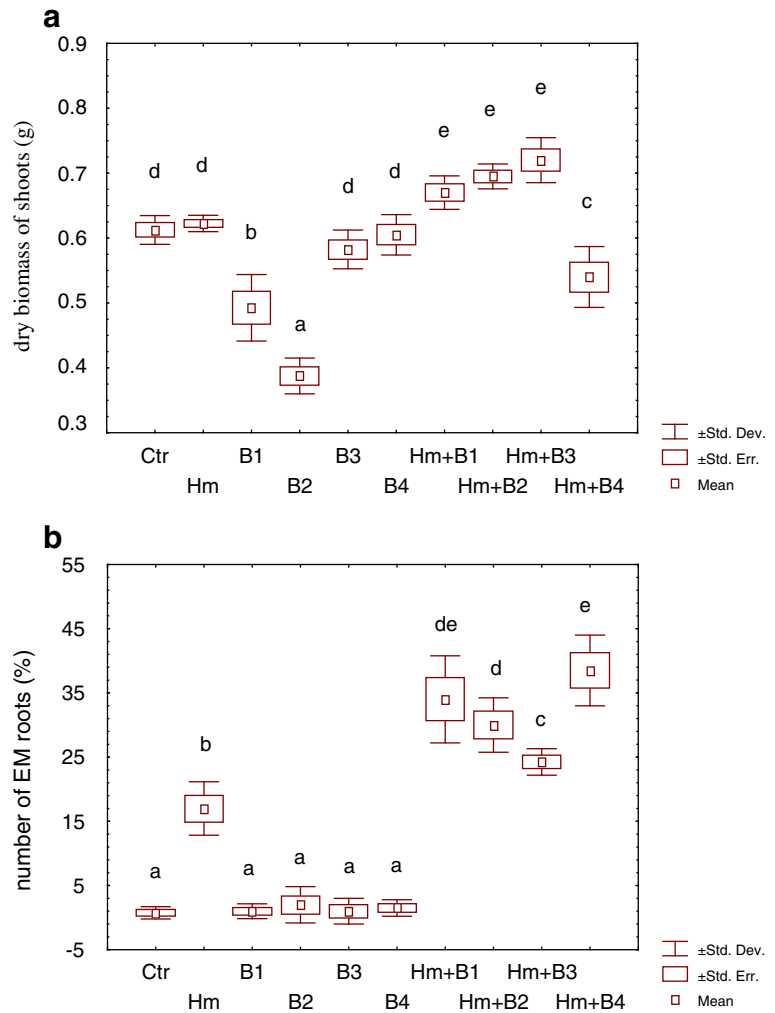 a
0.9
0.8
0.7
0.6
0.5
0.4
0.3
dry biomass of shoots (g)
d d b a d d e e e c
Ctr B1 B3 Hm+B1 Hm+B3
Hm B2 B4 Hm+B2 Hm+B4
±Std. Dev.
±Std. Err.
Mean
b
55
45
35
25
15
5
-5
number of EM roots (%)
a b a a a a de d c e
Ctr B1 B3 Hm+B1 Hm+B3
Hm B2 B4 Hm+B2 Hm+B4
±Std. Dev.
±Std. Err.
Mean